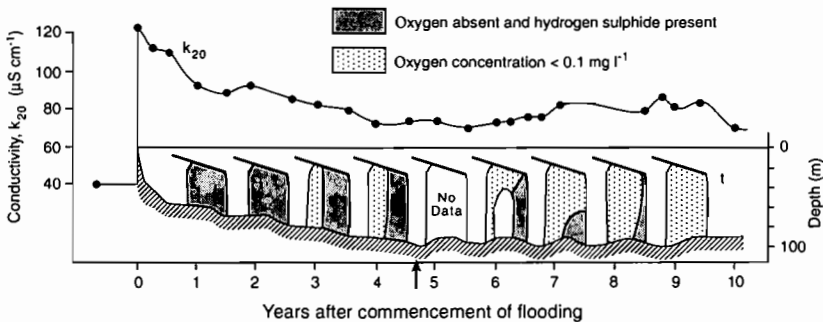 Oxygen absent and hydrogen sulphide present
Oxygen concentration < 0.1 mg l⁻¹
k₂₀
Conductivity, k₂₀ (µS cm⁻¹)
120
100
80
60
40
0
100
Depth (m)
t
No
Data
0 1 2 3 4 5 6 7 8 9 10
Years after commencement of flooding